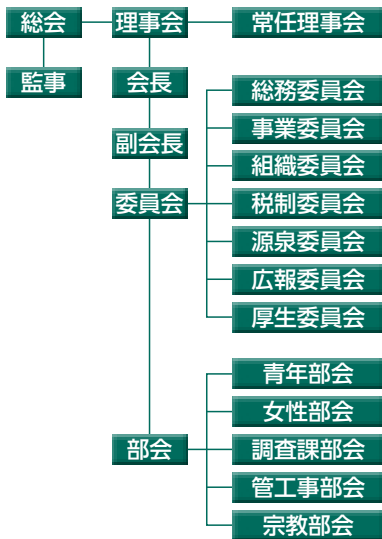 総会
理事会
常任理事会
監事
会長
副会長
委員会
総務委員会
事業委員会
組織委員会
税制委員会
源泉委員会
広報委員会
厚生委員会
部会
青年部会
女性部会
調査課部会
管工事部会
宗教部会